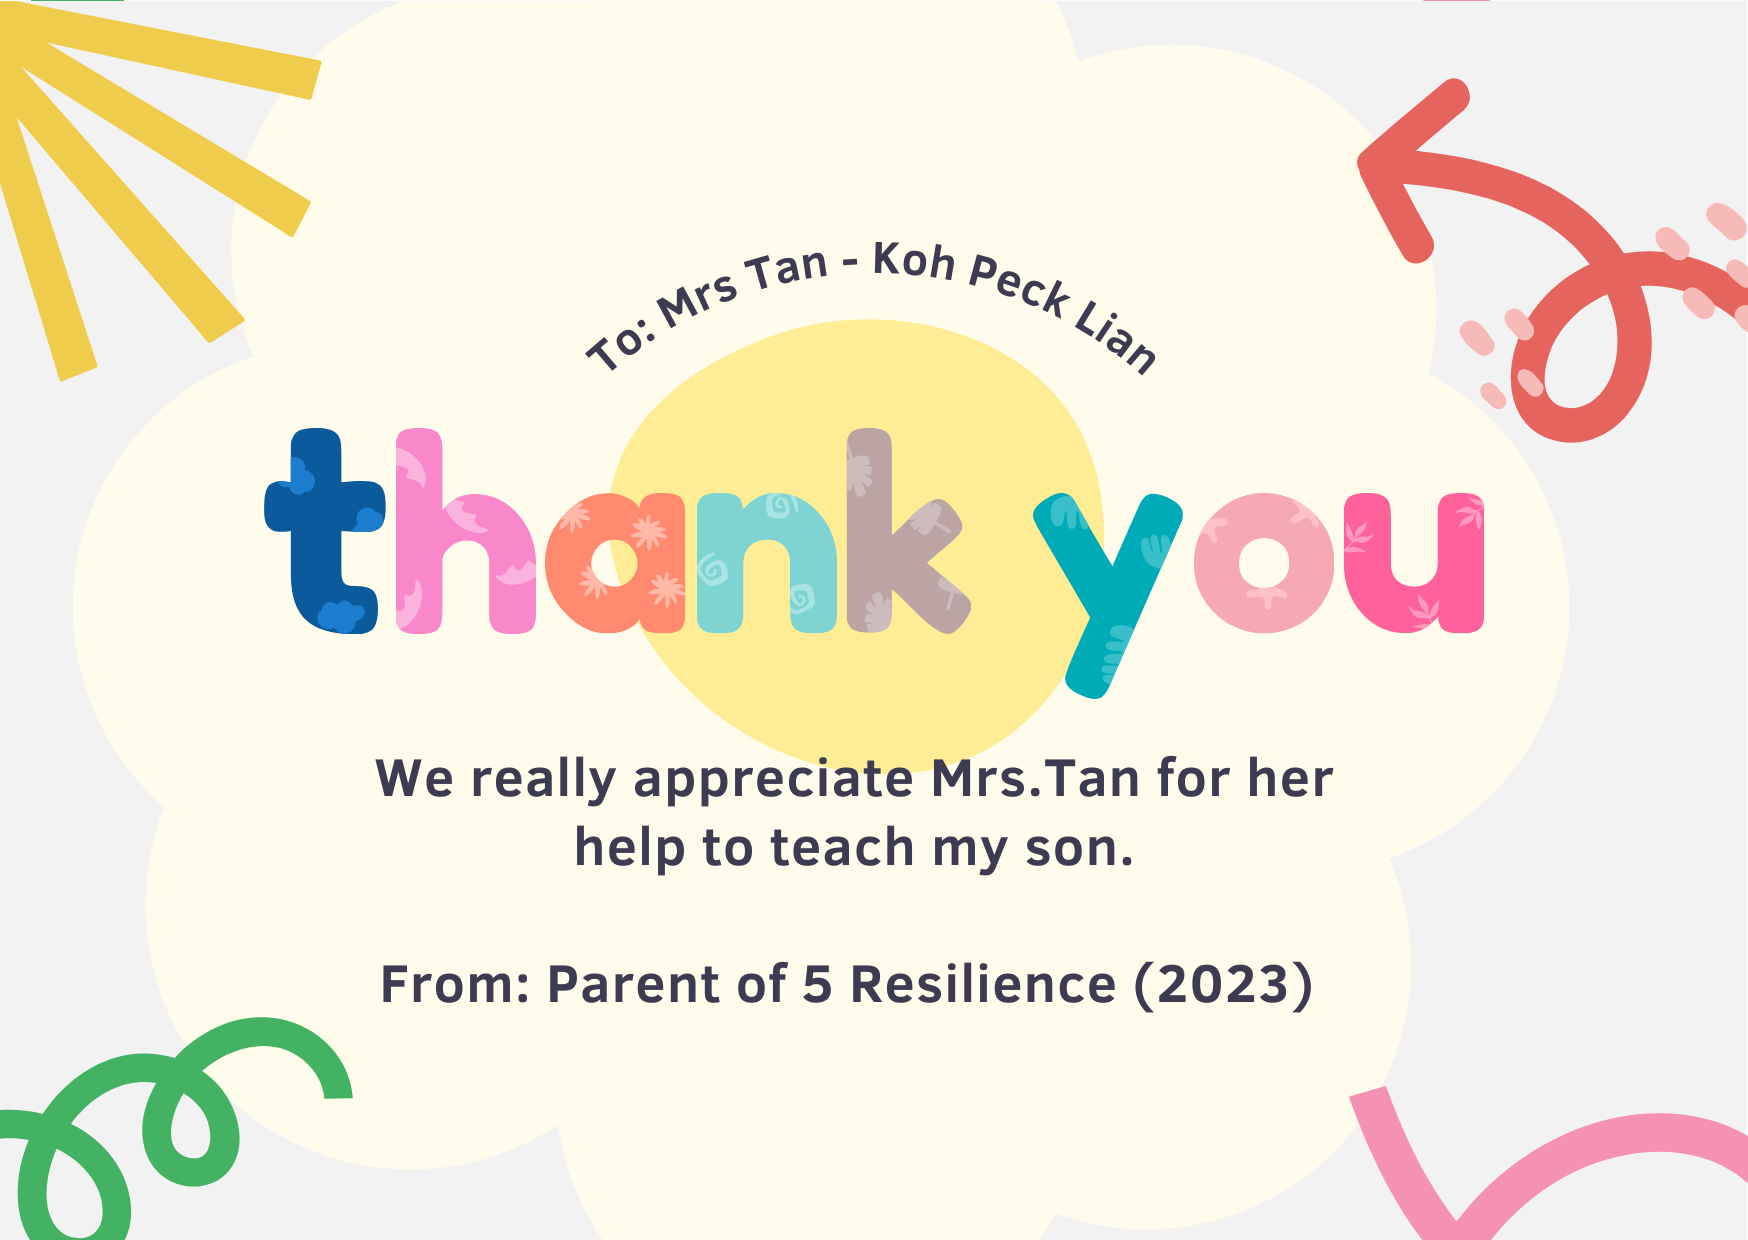 To: Mrs Tan - Koh Peck Lian
thank you
We really appreciate Mrs.Tan for her
help to teach my son.
From: Parent of 5 Resilience (2023)